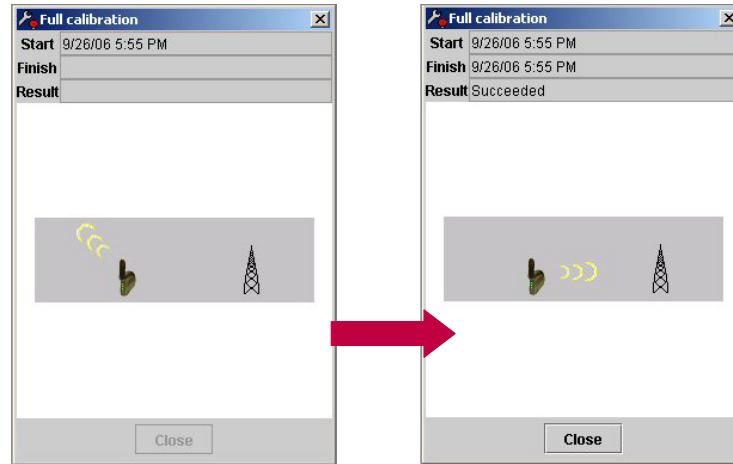 Full calibration
Start 9/26/06 5:55 PM
Finish
Result
Close
Full calibration
Start 9/26/06 5:55 PM
Finish 9/26/06 5:55 PM
Result Succeeded
Close